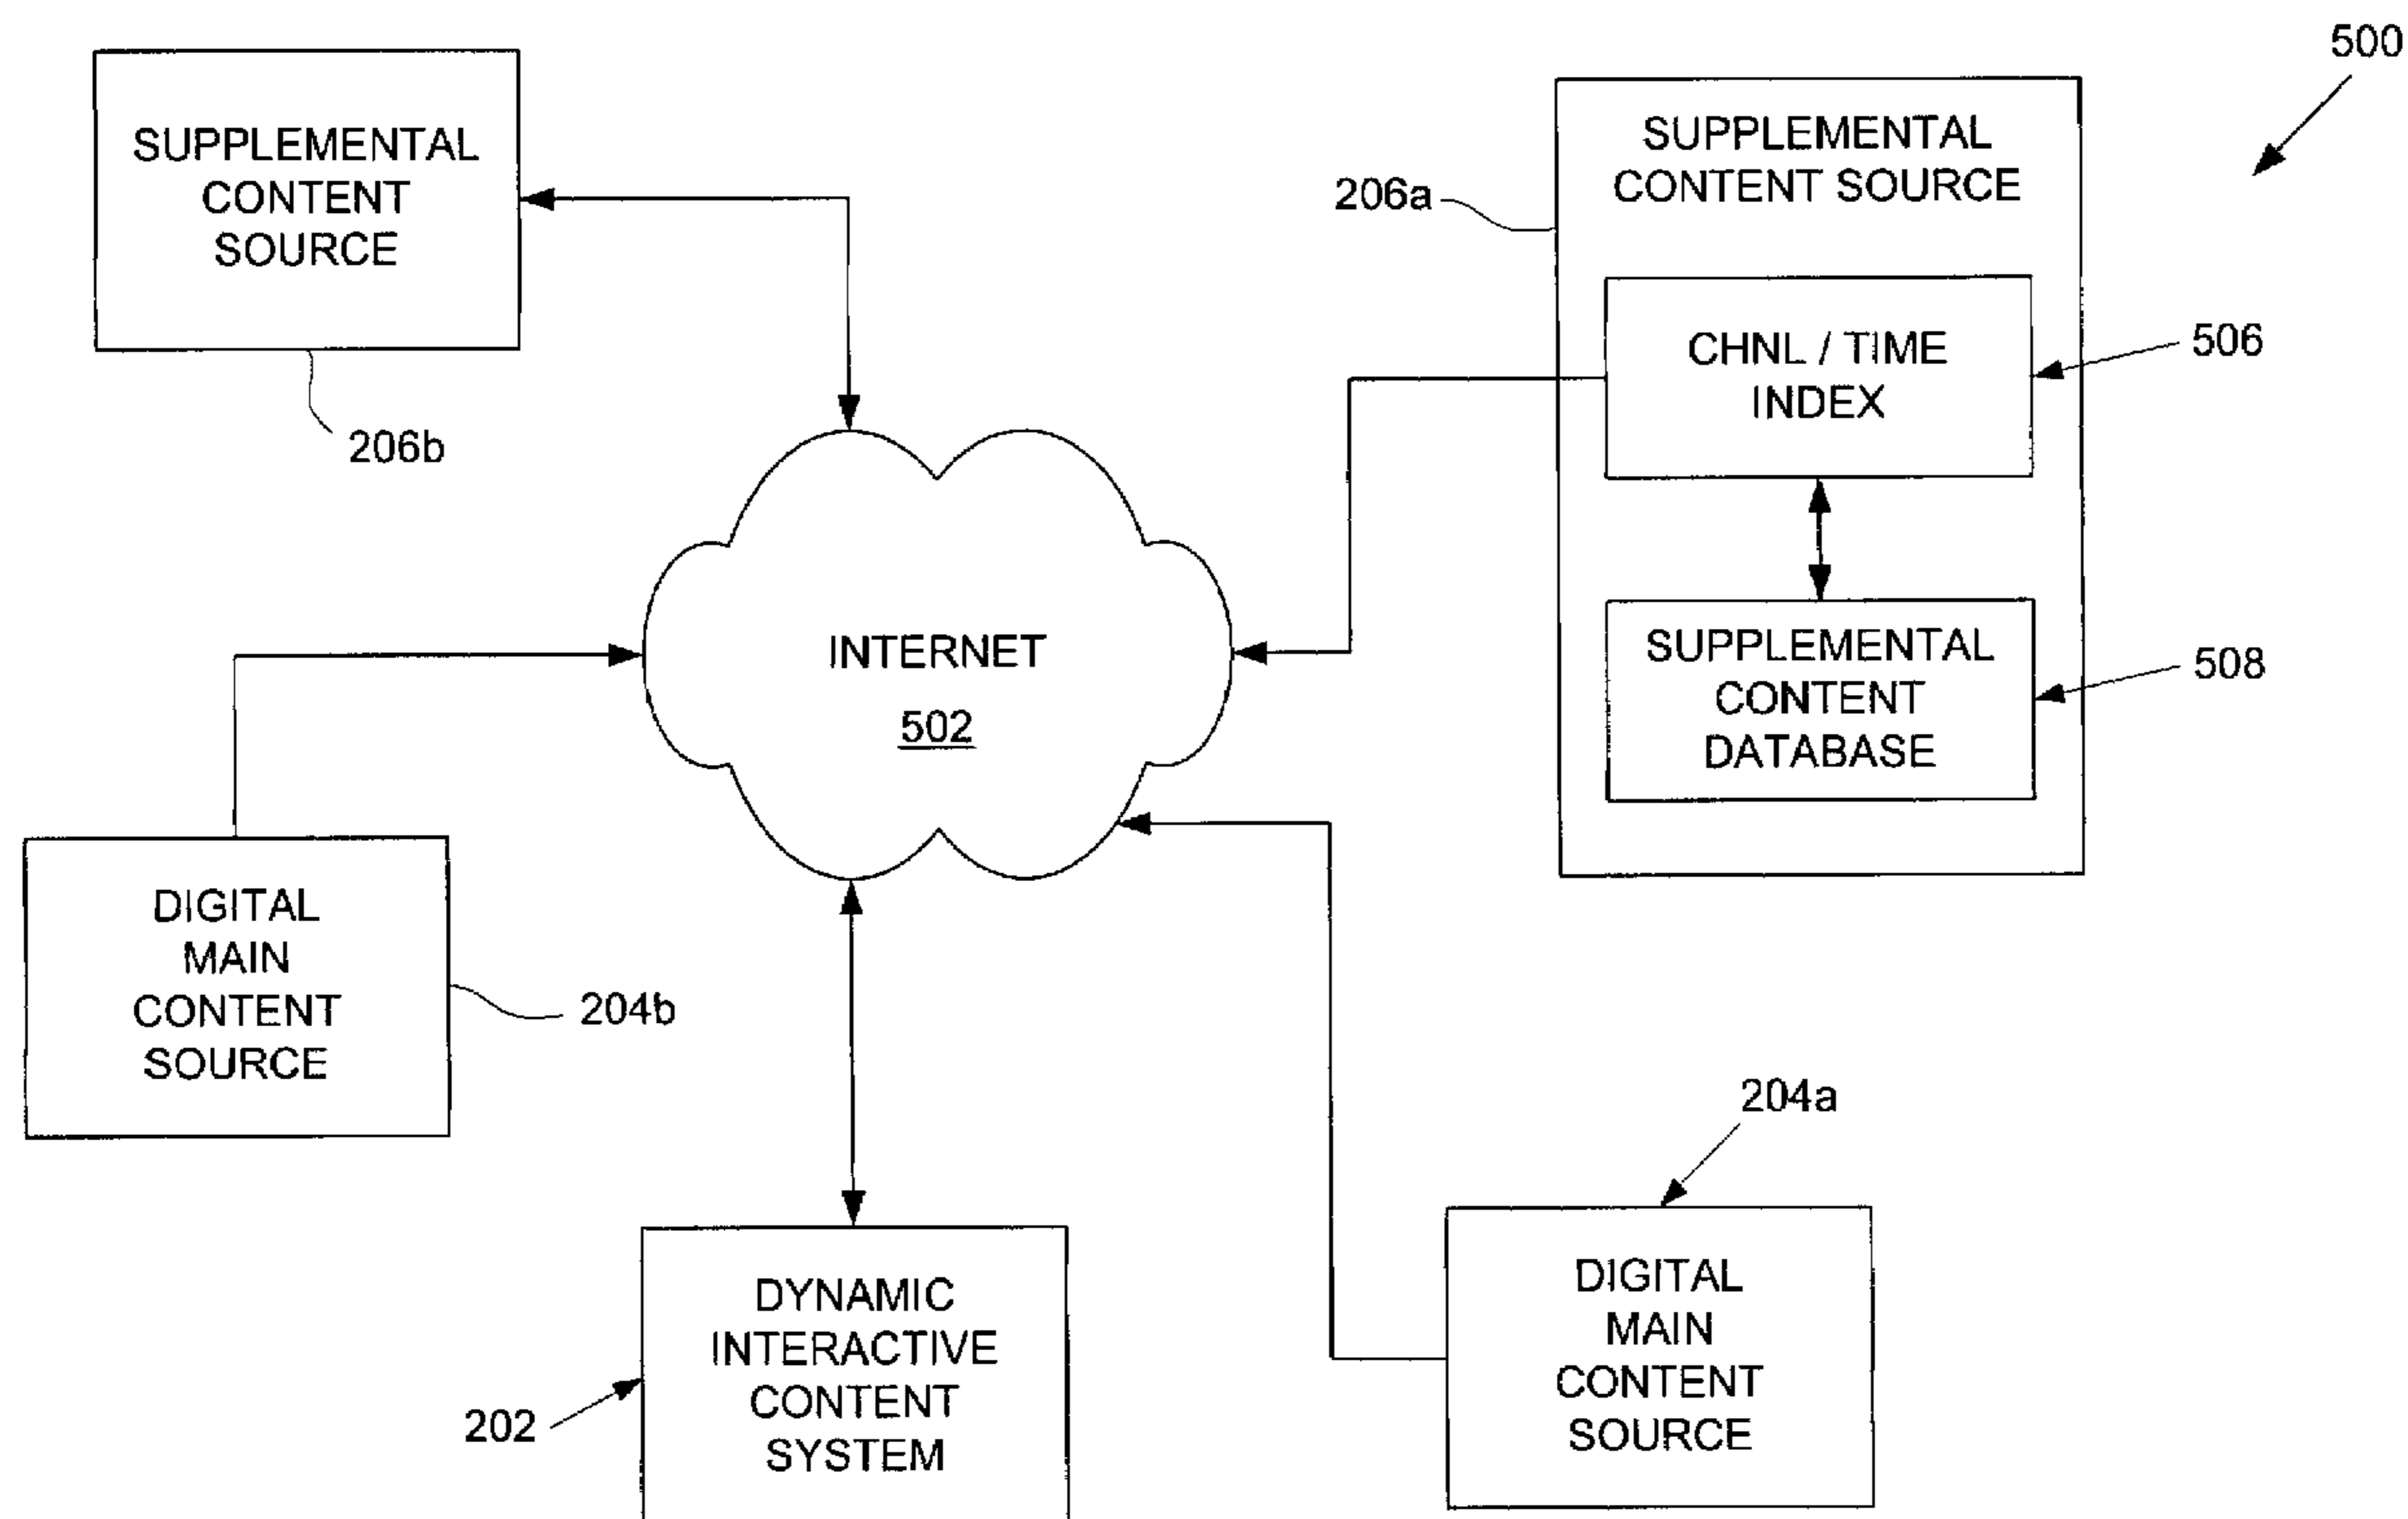 500
SUPPLEMENTAL
CONTENT
SOURCE
206b
SUPPLEMENTAL
CONTENT SOURCE
206a
CHNL / TIME
INDEX
506
SUPPLEMENTAL
CONTENT
DATABASE
508
INTERNET
502
DIGITAL
MAIN
CONTENT
SOURCE
204b
204a
DIGITAL
MAIN
CONTENT
SOURCE
DYNAMIC
INTERACTIVE
CONTENT
SYSTEM
202